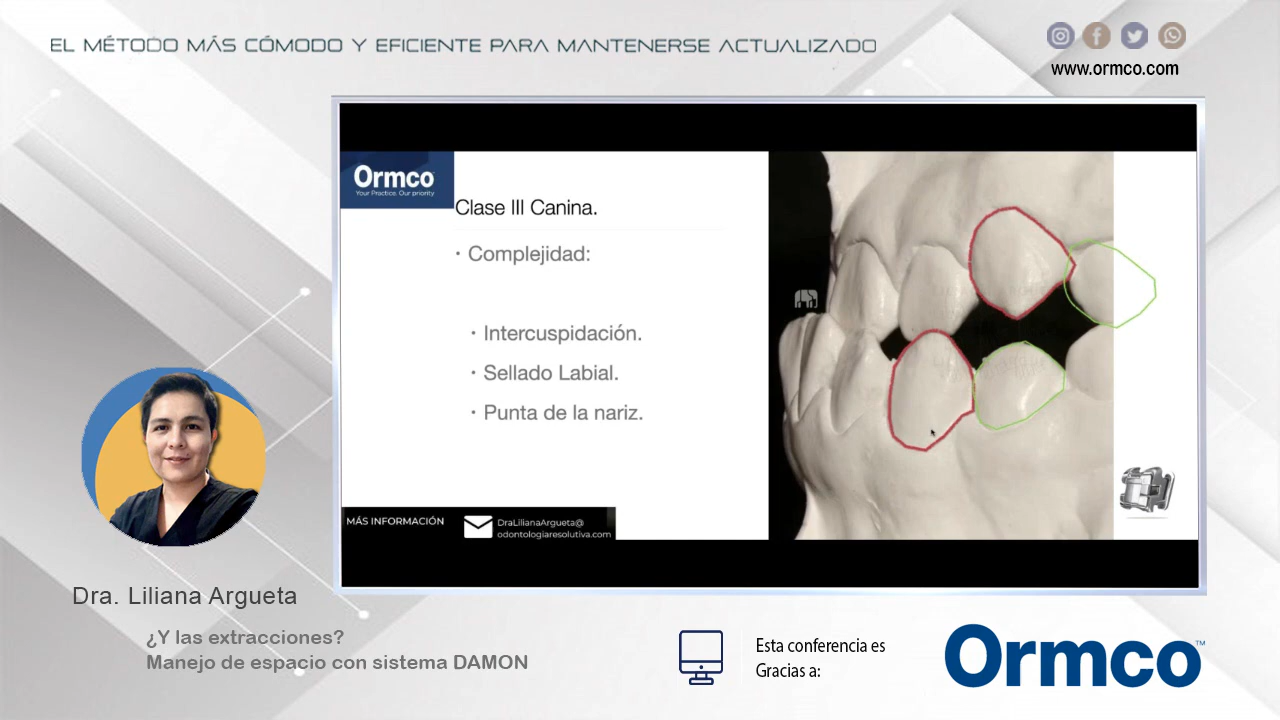 EL MÉTODO MÁS CÓMODO Y EFICIENTE PARA MANTENERSE ACTUALIZADO
www.ormco.com
Ormco
Your Practice. Our priority
Clase III Canina.
· Complejidad:
· Intercuspidación.
· Sellado Labial.
· Punta de la nariz.
MÁS INFORMACIÓN
DraLilianaArgueta@
odontologiaresolutiva.com
Dra. Liliana Argueta
¿Y las extracciones?
Manejo de espacio con sistema DAMON
Esta conferencia es
Gracias a:
Ormco™